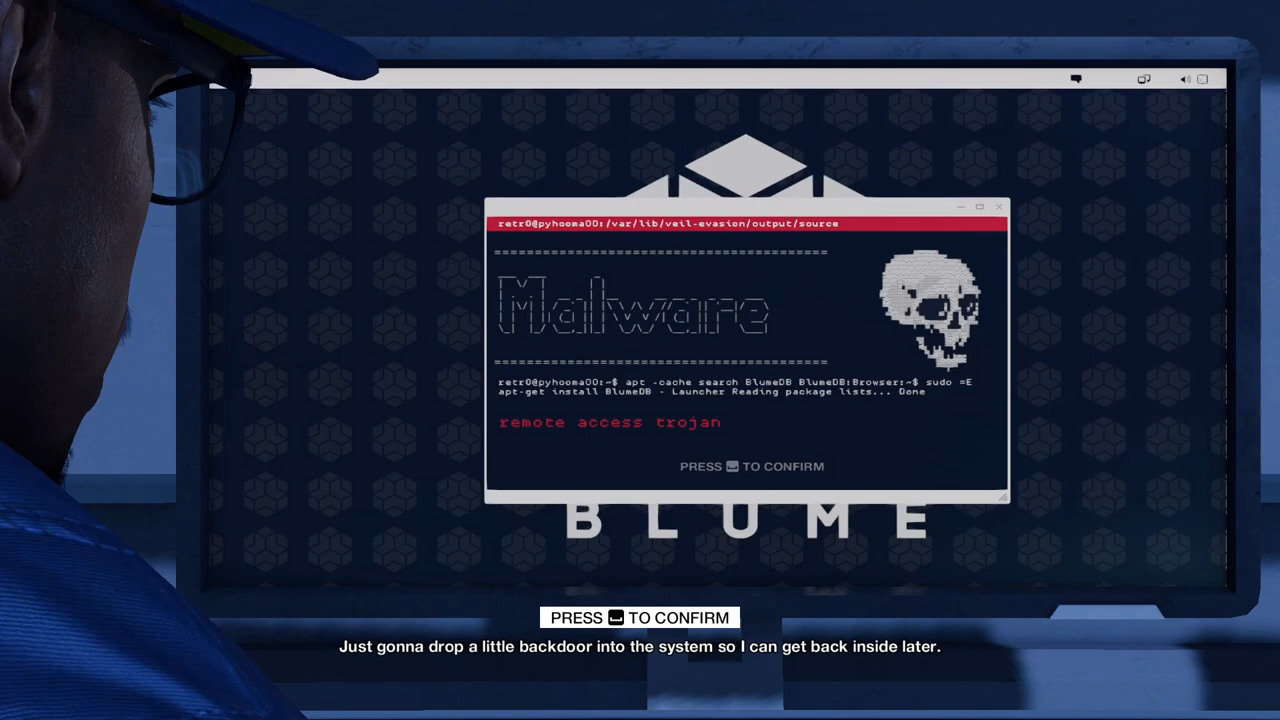 retr0@pyhooma00:/var/lib/veil-evasion/output/source
========================================
Malware
========================================
retr0@pyhooma00:~$ apt -cache search BlumeDB BlumeDB:Browser:~$ sudo =E
apt-get install BlumeDB - Launcher Reading package lists... Done
remote access trojan
PRESS TO CONFIRM
BLUME
PRESS TO CONFIRM
Just gonna drop a little backdoor into the system so I can get back inside later.